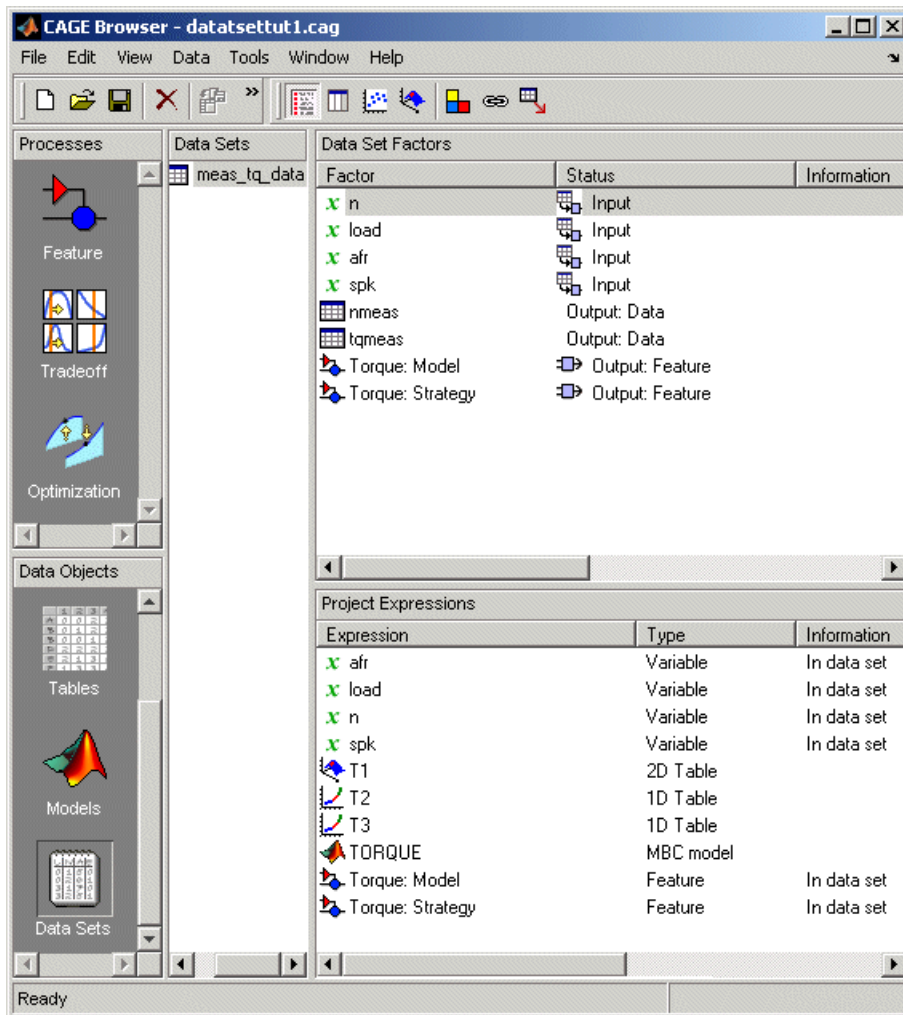 CAGE Browser - datatsettut1.cag
File Edit View Data Tools Window Help
Processes
Feature
Tradeoff
Optimization
Data Objects
Tables
Models
Data Sets
Data Sets
meas_tq_data
Data Set Factors
Factor Status Information
n Input
load Input
afr Input
spk Input
nmeas Output: Data
tqmeas Output: Data
Torque: Model Output: Feature
Torque: Strategy Output: Feature
Project Expressions
Expression Type Information
afr Variable In data set
load Variable In data set
n Variable In data set
spk Variable In data set
T1 2D Table
T2 1D Table
T3 1D Table
TORQUE MBC model
Torque: Model Feature In data set
Torque: Strategy Feature In data set
Ready